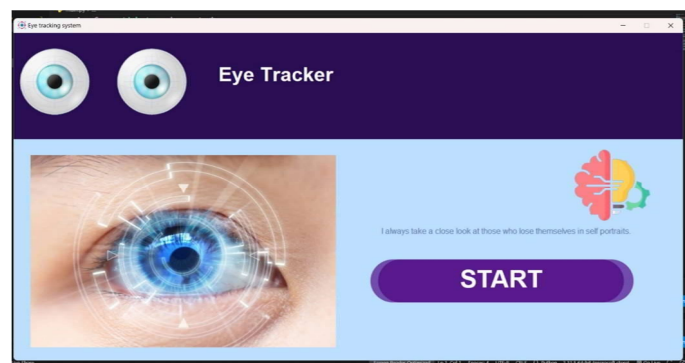 Eye tracking system
Eye Tracker
I always take a close look at those who lose themselves in self portraits.
START